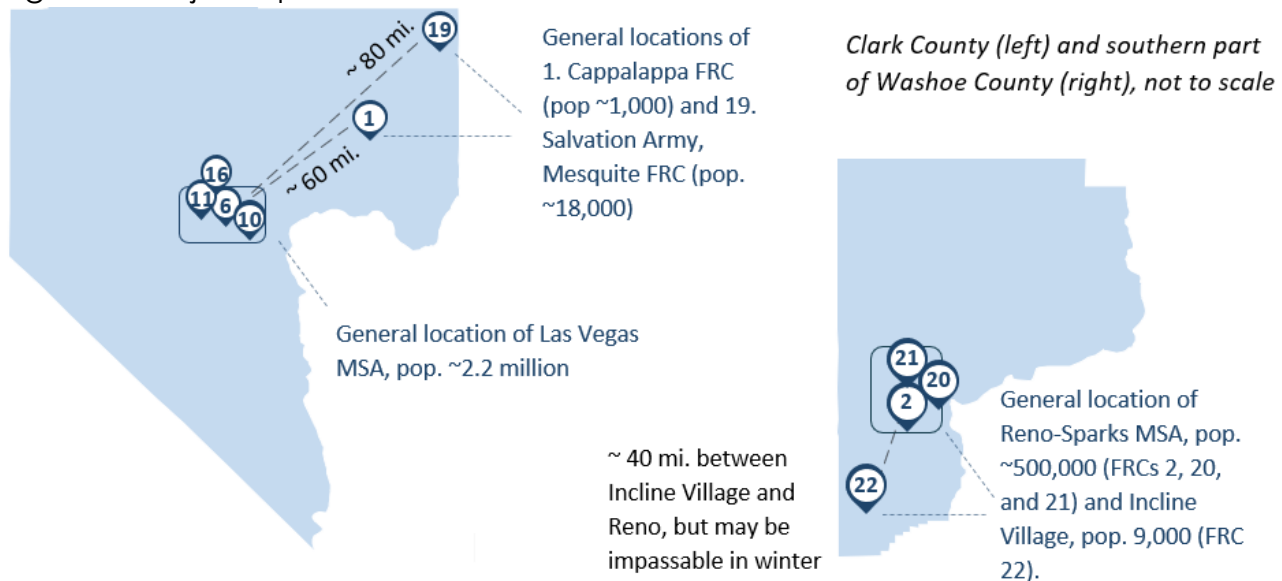 19
~ 80 mi.
1
~ 60 mi.
16
11
6
10
General locations of
1. Cappalappa FRC
(pop ~1,000) and 19.
Salvation Army,
Mesquite FRC (pop.
~18,000)
General location of Las Vegas
MSA, pop. ~2.2 million
Clark County (left) and southern part
of Washoe County (right), not to scale
21
20
2
22
~ 40 mi. between
Incline Village and
Reno, but may be
impassable in winter
General location of
Reno-Sparks MSA, pop.
~500,000 (FRCs 2, 20,
and 21) and Incline
Village, pop. 9,000 (FRC
22).